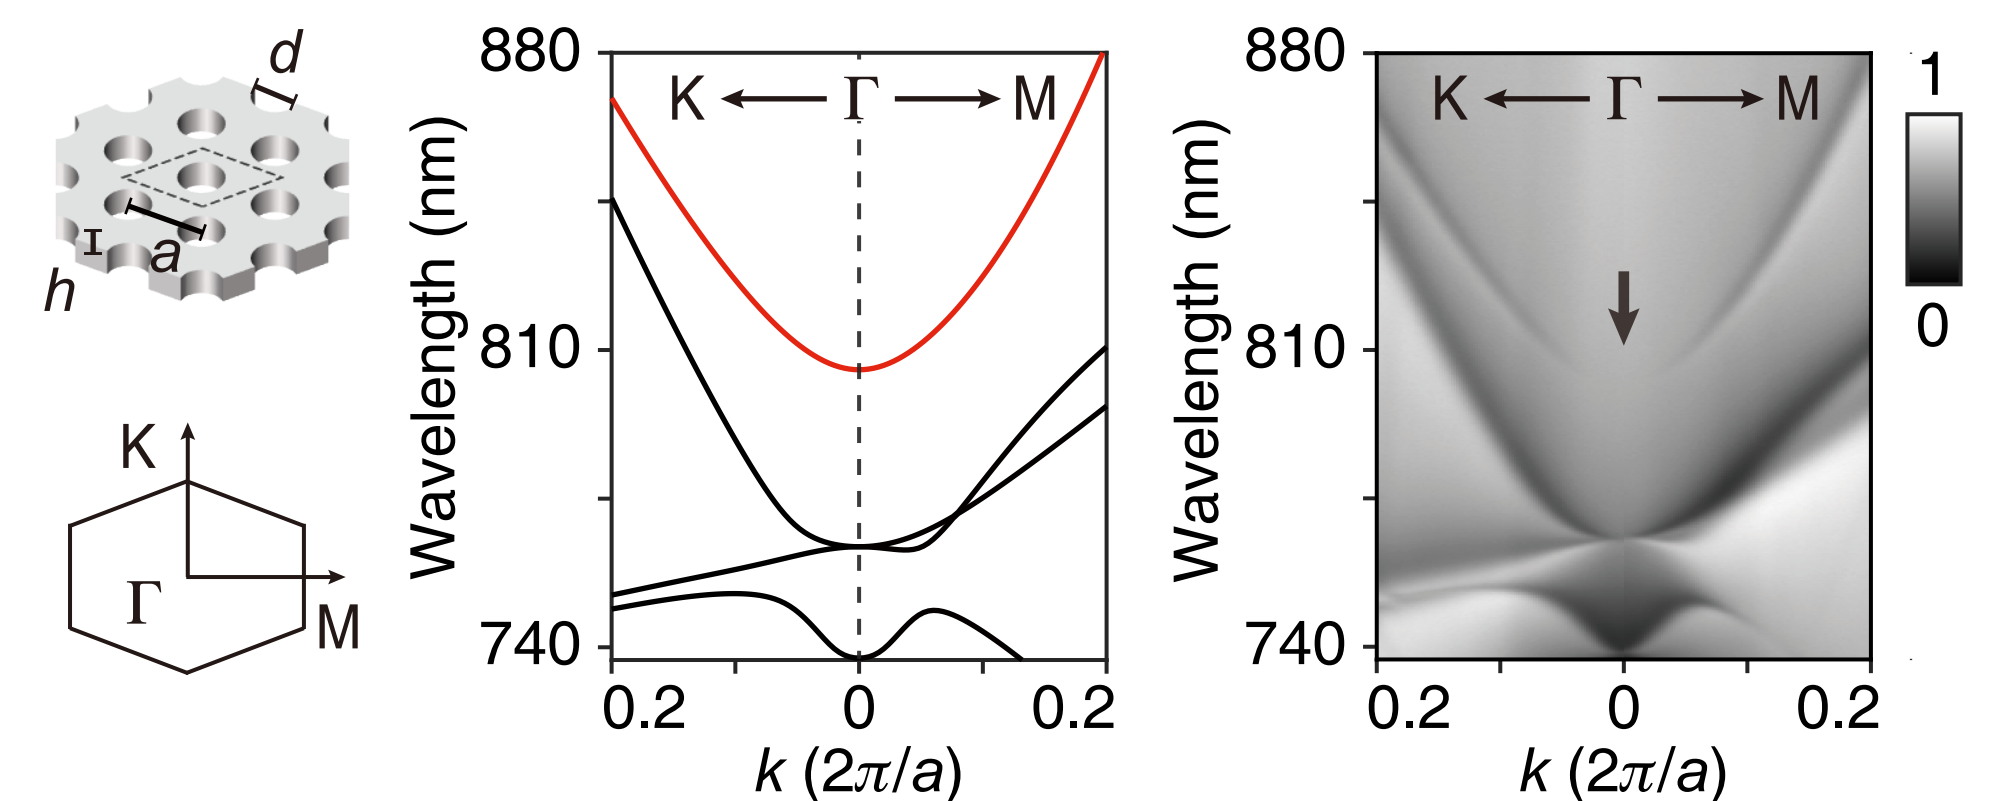 d
a
h
K
Γ
M
880
810
740
Wavelength (nm)
K Γ M
0.2 0 0.2
k (2π/a)
880
810
740
Wavelength (nm)
K Γ M
0.2 0 0.2
k (2π/a)
1
0